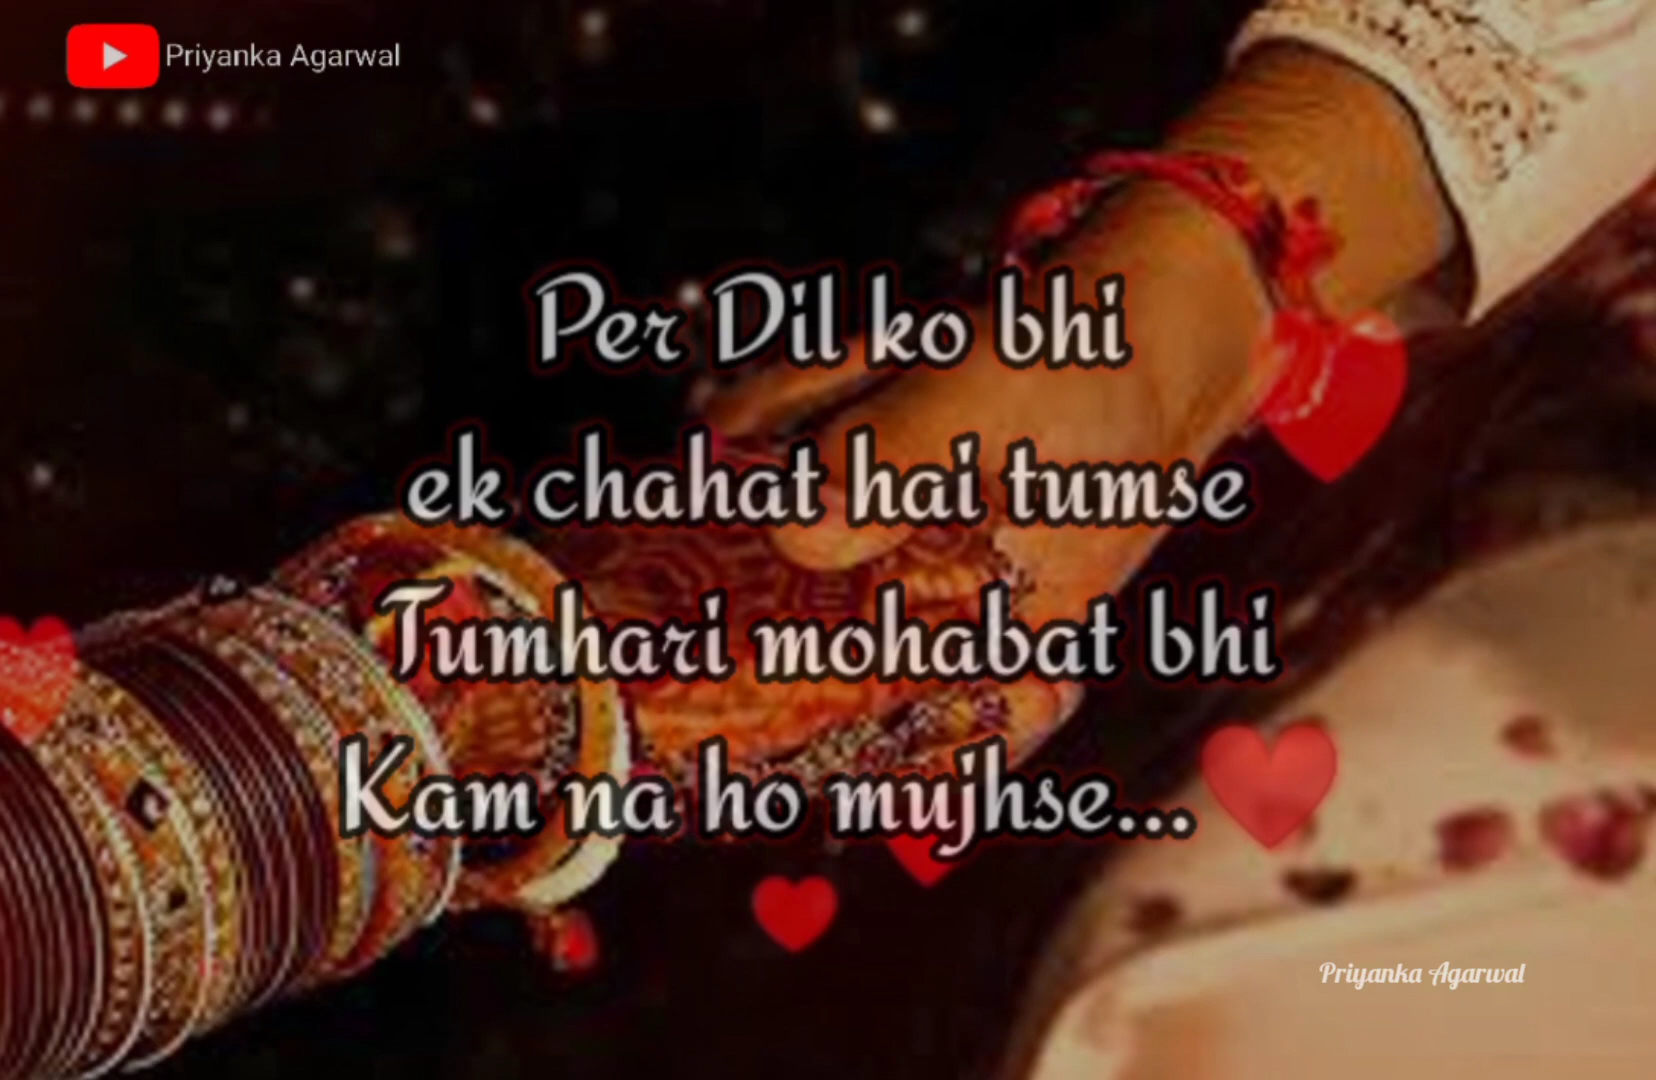 Priyanka Agarwal
Per Dil ko bhi
ek chahat hai tumse
Tumhari mohabat bhi
Kam na ho mujhse...
Priyanka Agarwal